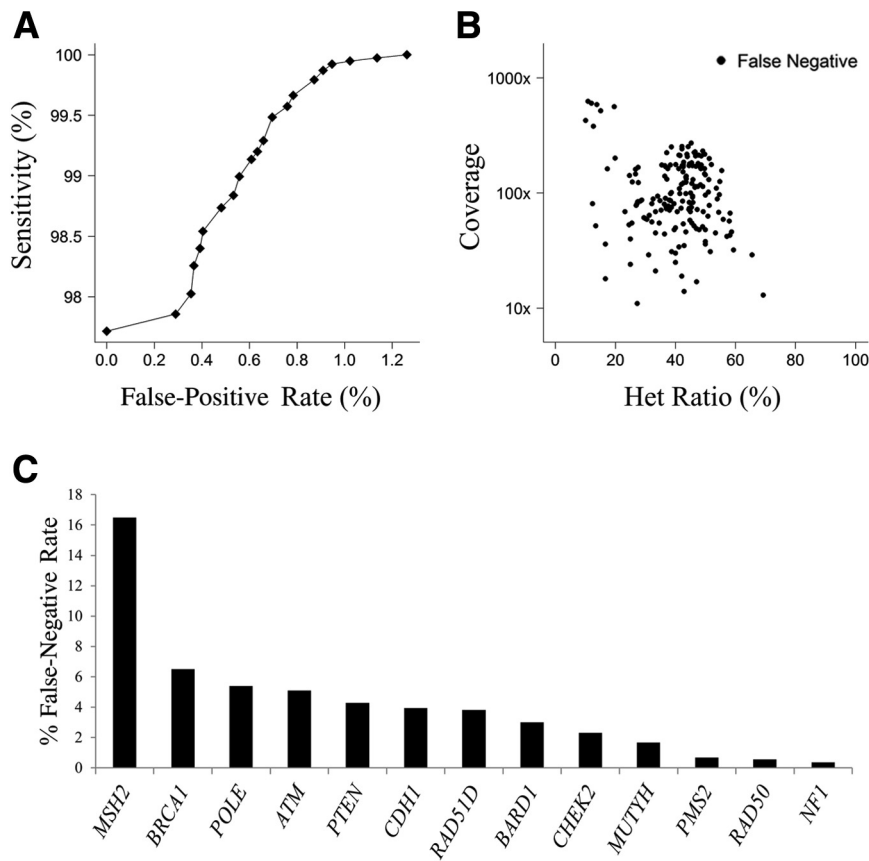 A
Sensitivity (%)
100
99.5
99
98.5
98
0.0 0.2 0.4 0.6 0.8 1.0 1.2
False-Positive Rate (%)
B
False Negative
Coverage
1000x
100x
10x
0 20 40 60 80 100
Het Ratio (%)
C
% False-Negative Rate
18
16
14
12
10
8
6
4
2
0
MSH2 BRCA1 POLE ATM PTEN CDH1 RAD51D BARD1 CHEK2 MUTYH PMS2 RAD50 NF1